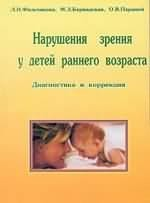 Л.И.Фильчикова, М.Э.Бернадская, О.В.Парамей
Нарушения зрения
у детей раннего возраста
Диагностика и коррекция